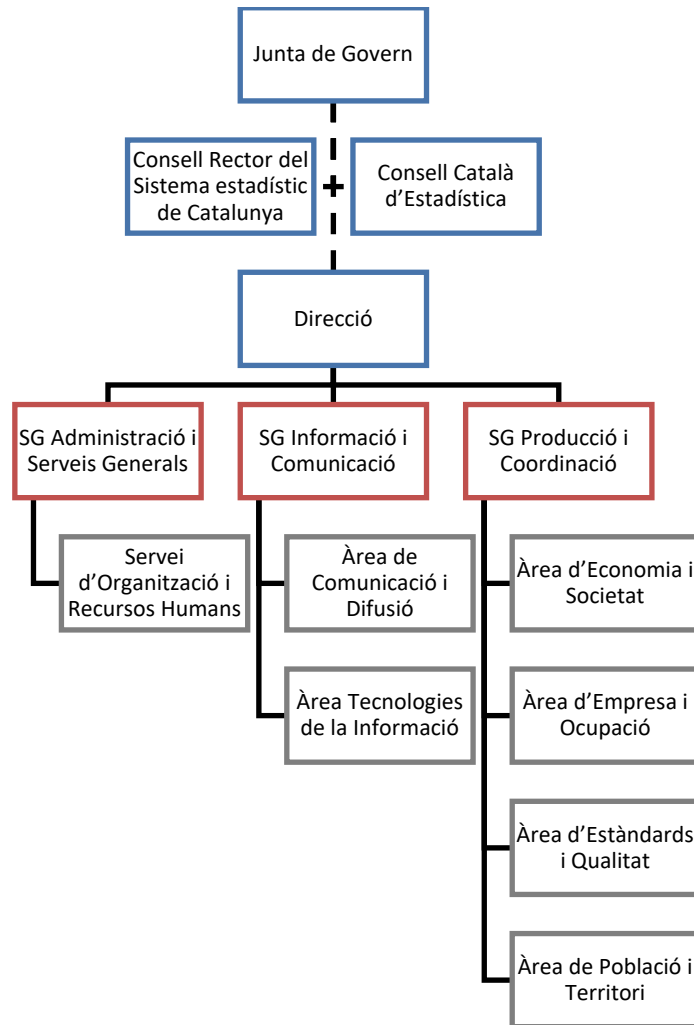 Junta de Govern
Consell Rector del
Sistema estadístic
de Catalunya
Consell Català
d’Estadística
Direcció
SG Administració i
Serveis Generals
SG Informació i
Comunicació
SG Producció i
Coordinació
Servei
d’Organització i
Recursos Humans
Àrea de
Comunicació i
Difusió
Àrea d’Economia i
Societat
Àrea Tecnologies
de la Informació
Àrea d’Empresa i
Ocupació
Àrea d’Estàndards
i Qualitat
Àrea de Població i
Territori